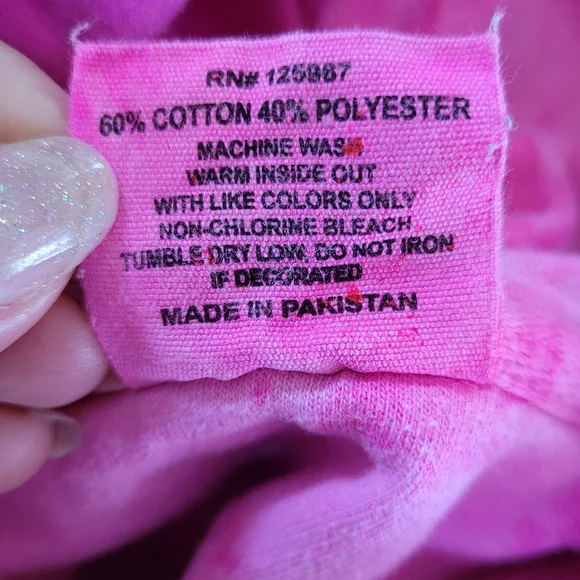 RN# 125987
60% COTTON 40% POLYESTER
MACHINE WASH
WARM INSIDE OUT
WITH LIKE COLORS ONLY
NON-CHLORINE BLEACH
TUMBLE DRY LOW, DO NOT IRON
IF DECORATED
MADE IN PAKISTAN